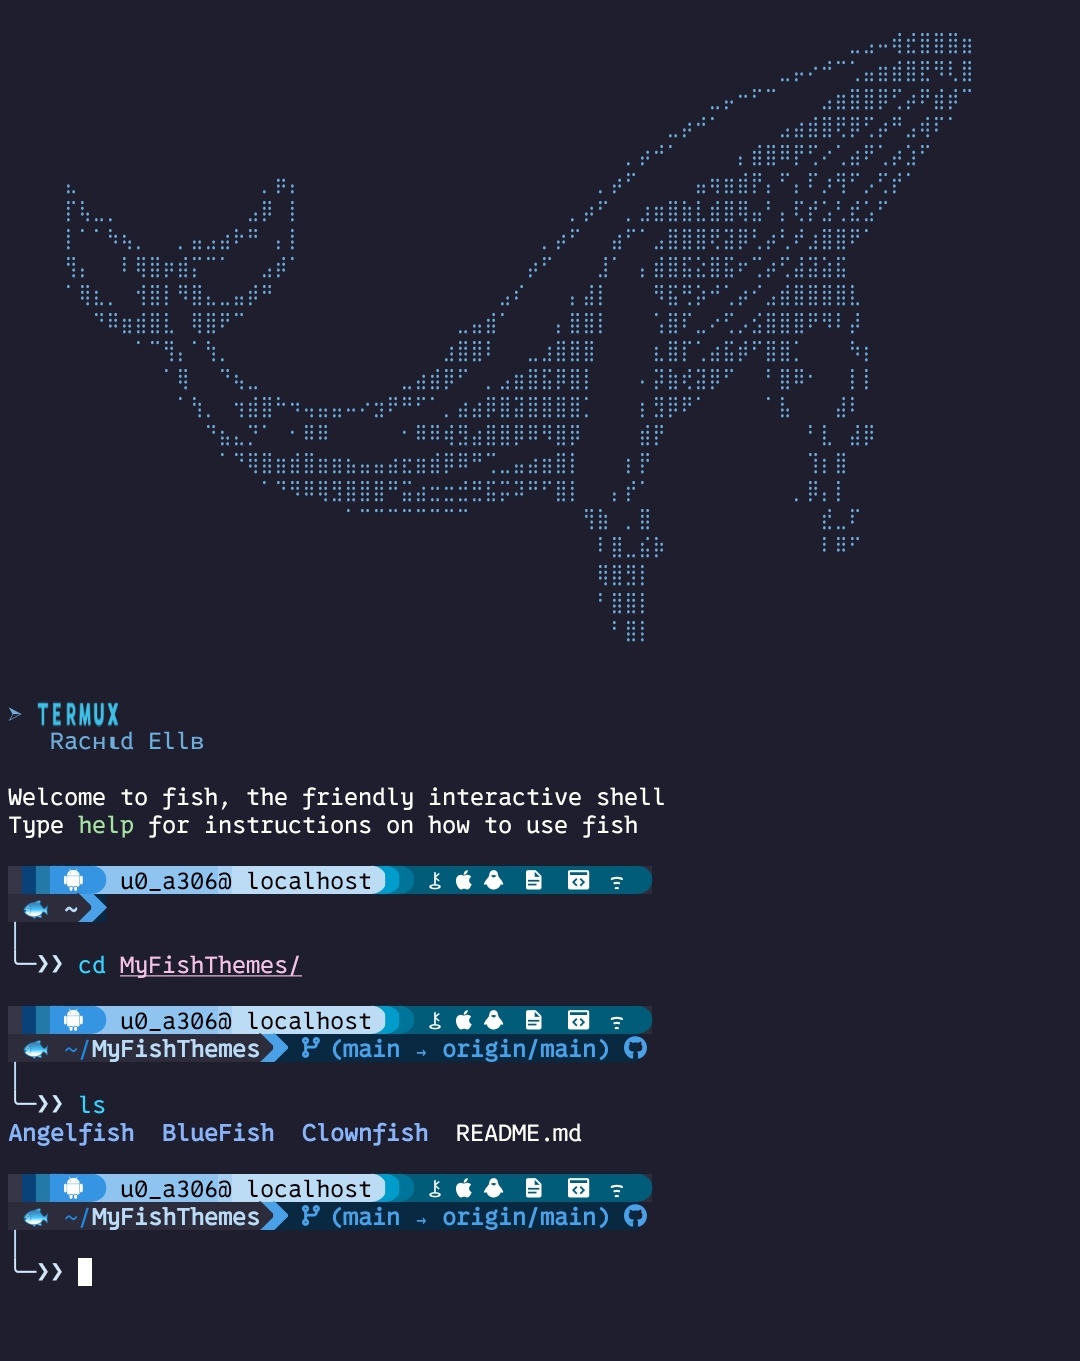 ➣ TERMUX
Racʜɩd Ellʙ
Welcome to fish, the friendly interactive shell
Type help for instructions on how to use fish
u0_a306@ localhost
~
╰─❯❯ cd MyFishThemes/
u0_a306@ localhost
~/MyFishThemes (main → origin/main)
╰─❯❯ ls
Angelfish BlueFish Clownfish README.md
u0_a306@ localhost
~/MyFishThemes (main → origin/main)
╰─❯❯